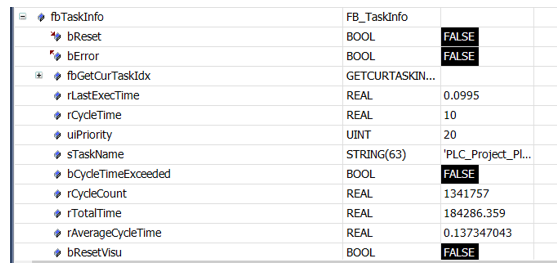 fbTaskInfo FB_TaskInfo
bReset BOOL FALSE
bError BOOL FALSE
fbGetCurTaskIdx GETCURTASKIN...
rLastExecTime REAL 0.0995
rCycleTime REAL 10
uiPriority UINT 20
sTaskName STRING(63) 'PLC_Project_Pl...
bCycleTimeExceeded BOOL FALSE
rCycleCount REAL 1341757
rTotalTime REAL 184286.359
rAverageCycleTime REAL 0.137347043
bResetVisu BOOL FALSE